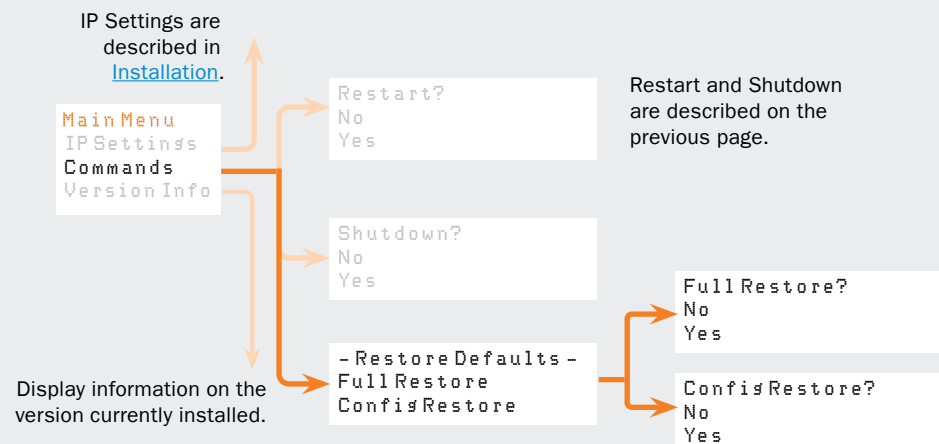 IP Settings are
described in
Installation.
Main Menu
IP Settings
Commands
Version Info
Restart?
No
Yes
Restart and Shutdown
are described on the
previous page.
Shutdown?
No
Yes
– Restore Defaults –
Full Restore
Config Restore
Full Restore?
No
Yes
Config Restore?
No
Yes
Display information on the
version currently installed.